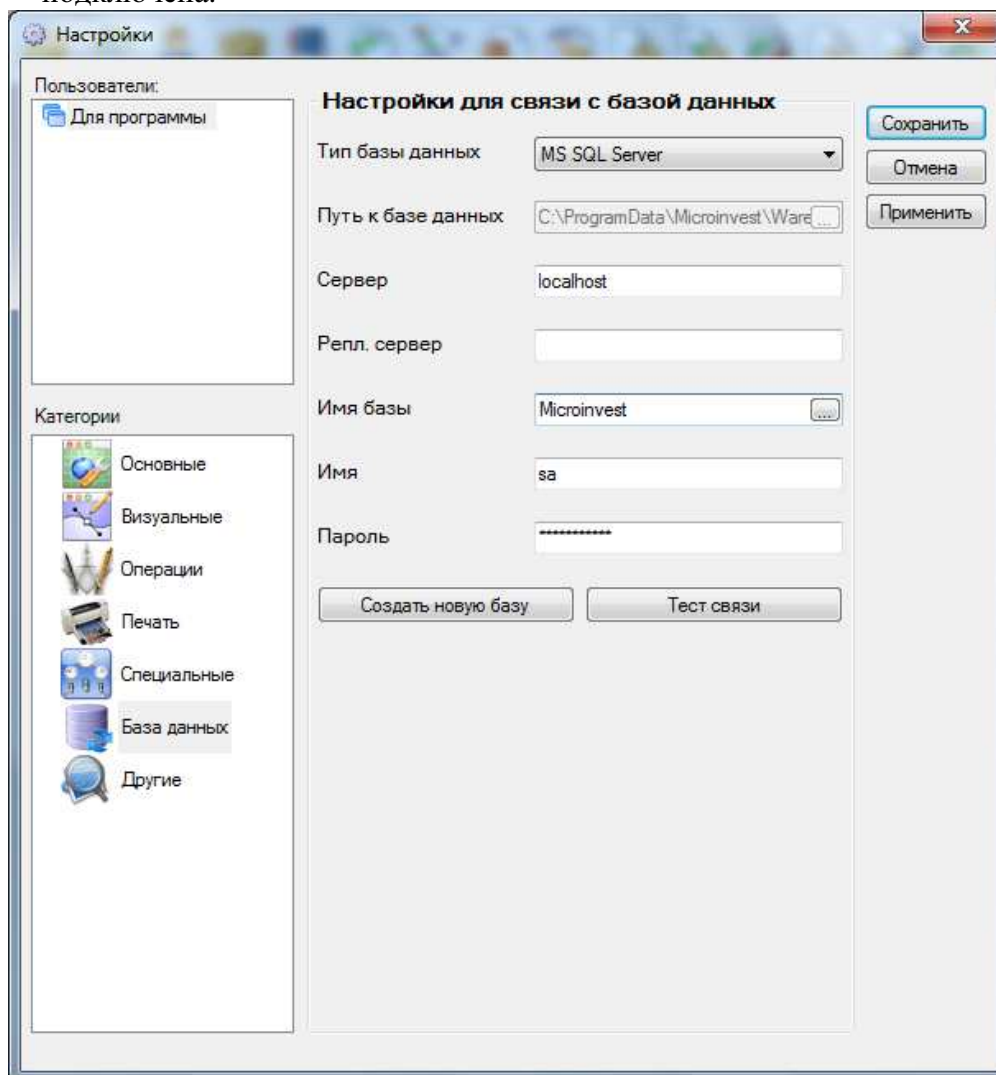 подключена.
Настройки
Пользователи:
Для программы
Настройки для связи с базой данных
Сохранить
Отмена
Применить
Тип базы данных
MS SQL Server
Путь к базе данных
C:\ProgramData\Microinvest\Ware
...
Сервер
localhost
Репл. сервер
Имя базы
Microinvest
...
Имя
sa
Пароль
***********
Создать новую базу
Тест связи
Категории
Основные
Визуальные
Операции
Печать
Специальные
База данных
Другие